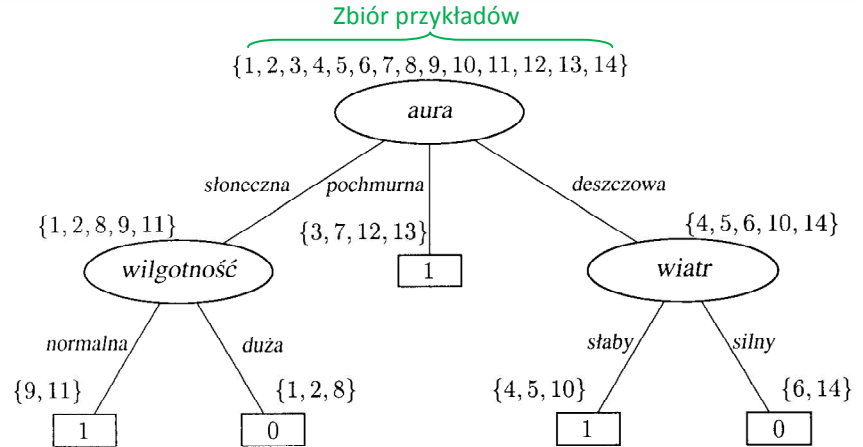 Zbiór przykładów
{1, 2, 3, 4, 5, 6, 7, 8, 9, 10, 11, 12, 13, 14}
aura
słoneczna pochmurna deszczowa
{1, 2, 8, 9, 11} {3, 7, 12, 13} {4, 5, 6, 10, 14}
wilgotność 1 wiatr
normalna duża słaby silny
{9, 11} {1, 2, 8} {4, 5, 10} {6, 14}
1 0 1 0